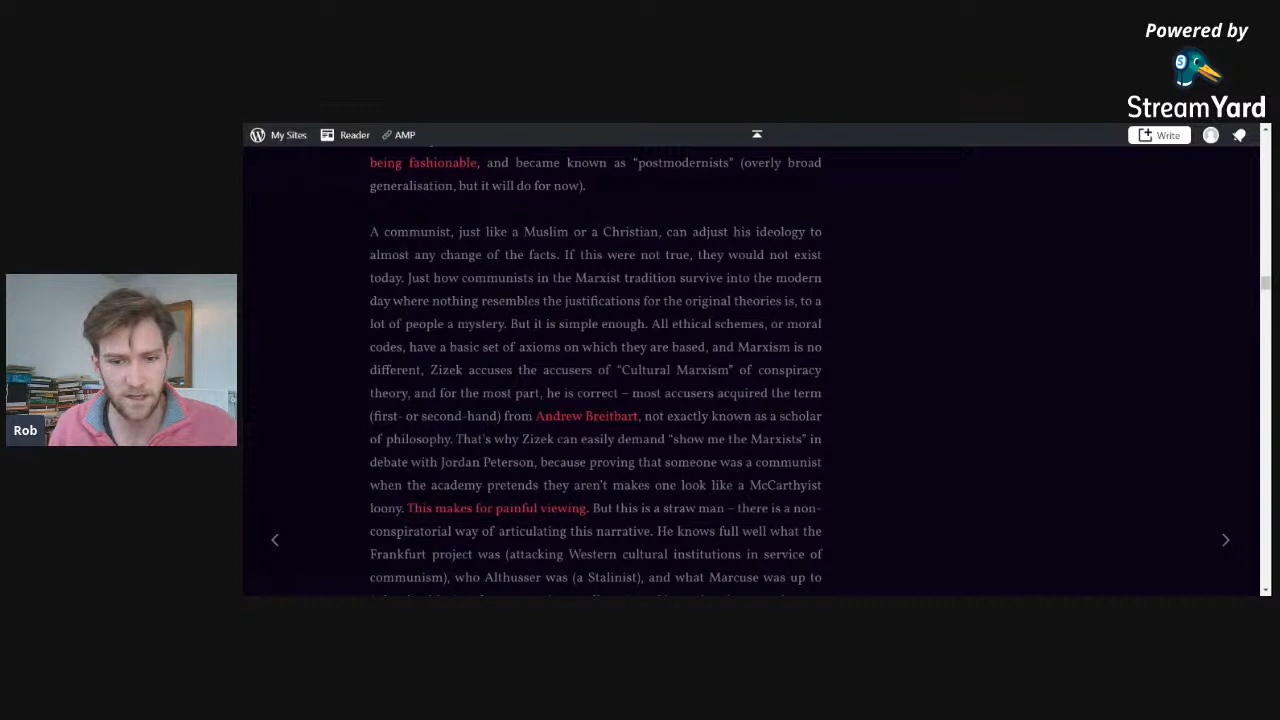 Powered by
StreamYard
My Sites Reader AMP Write
being fashionable, and became known as “postmodernists” (overly broad
generalisation, but it will do for now).
A communist, just like a Muslim or a Christian, can adjust his ideology to
almost any change of the facts. If this were not true, they would not exist
today. Just how communists in the Marxist tradition survive into the modern
day where nothing resembles the justifications for the original theories is, to a
lot of people a mystery. But it is simple enough. All ethical schemes, or moral
codes, have a basic set of axioms on which they are based, and Marxism is no
different, Zizek accuses the accusers of “Cultural Marxism” of conspiracy
theory, and for the most part, he is correct – most accusers acquired the term
(first- or second-hand) from Andrew Breitbart, not exactly known as a scholar
of philosophy. That’s why Zizek can easily demand “show me the Marxists” in
debate with Jordan Peterson, because proving that someone was a communist
when the academy pretends they aren’t makes one look like a McCarthyist
loony. This makes for painful viewing. But this is a straw man – there is a non-
conspiratorial way of articulating this narrative. He knows full well what the
Frankfurt project was (attacking Western cultural institutions in service of
communism), who Althusser was (a Stalinist), and what Marcuse was up to
Rob